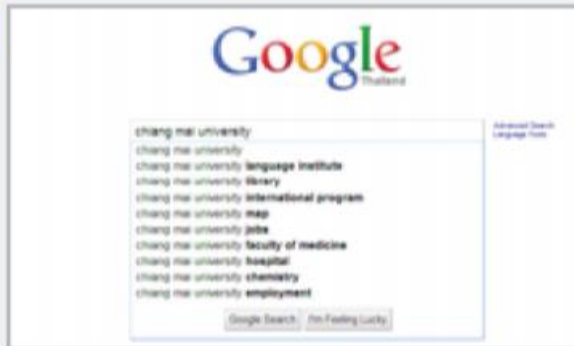 Google
Thailand
chiang mai university
Advanced Search
Language Tools
chiang mai university
chiang mai university language institute
chiang mai university library
chiang mai university international program
chiang mai university map
chiang mai university jobs
chiang mai university faculty of medicine
chiang mai university hospital
chiang mai university chemistry
chiang mai university employment
Google Search I'm Feeling Lucky